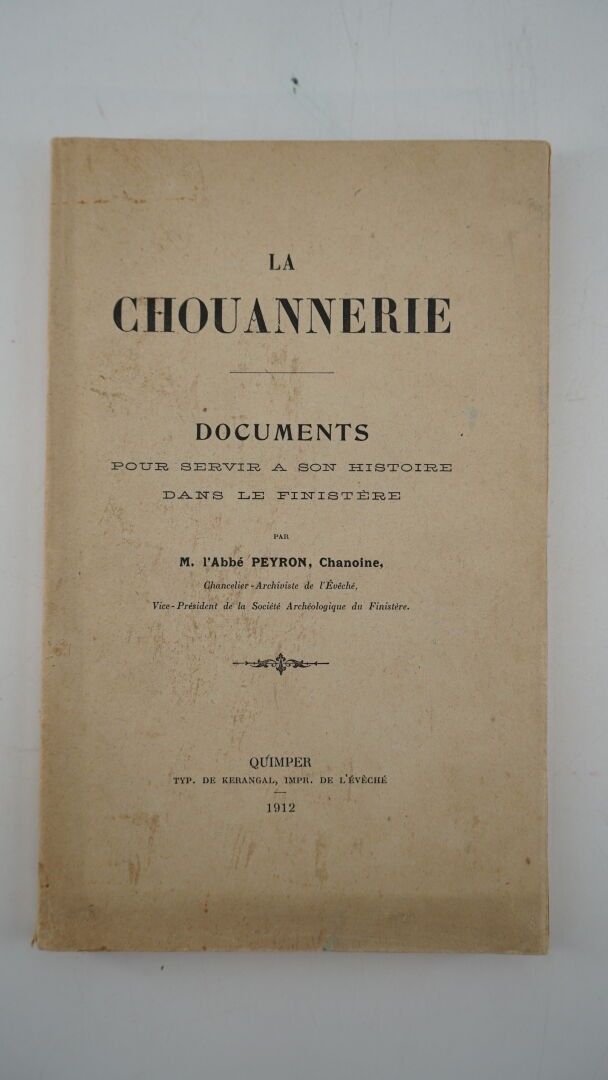 LA
CHOUANNERIE
DOCUMENTS
POUR SERVIR A SON HISTOIRE
DANS LE FINISTÈRE
PAR
M. l'Abbé PEYRON, Chanoine,
Chancelier-Archiviste de l'Évêché,
Vice-Président de la Société Archéologique du Finistère.
QUIMPER
TYP. DE KERANGAL, IMPR. DE L'ÉVÊCHÉ
1912